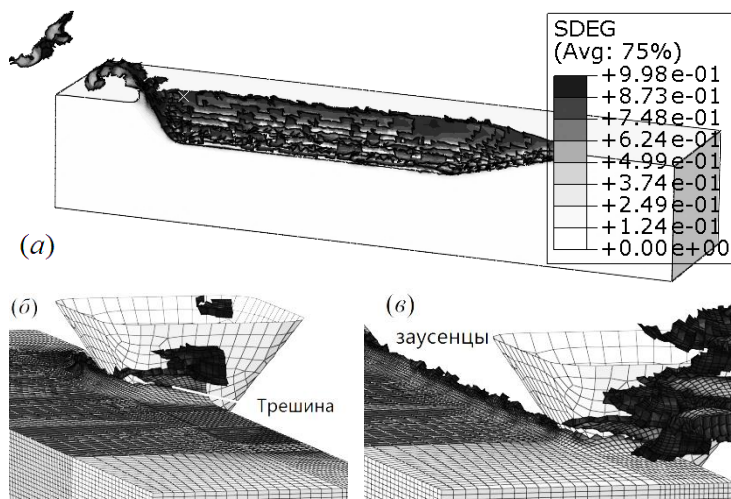 SDEG
(Avg: 75%)
+9.98e-01
+8.73e-01
+7.48e-01
+6.24e-01
+4.99e-01
+3.74e-01
+2.49e-01
+1.24e-01
+0.00e+00
(а)
(б)
Трешина
(в)
заусенцы